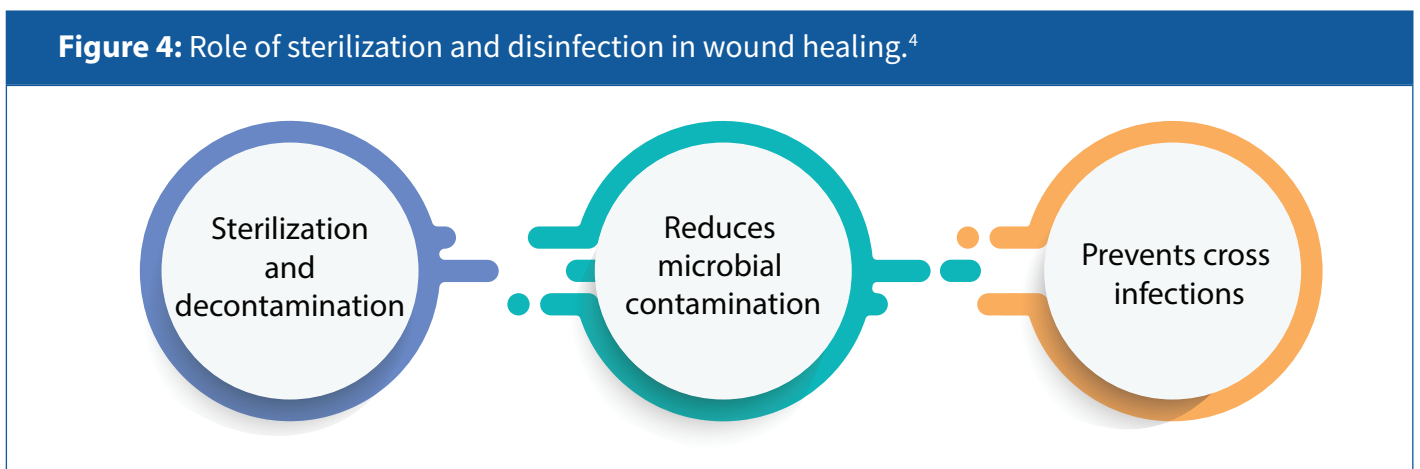 Figure 4: Role of sterilization and disinfection in wound healing.⁴
Sterilization
and
decontamination
Reduces
microbial
contamination
Prevents cross
infections